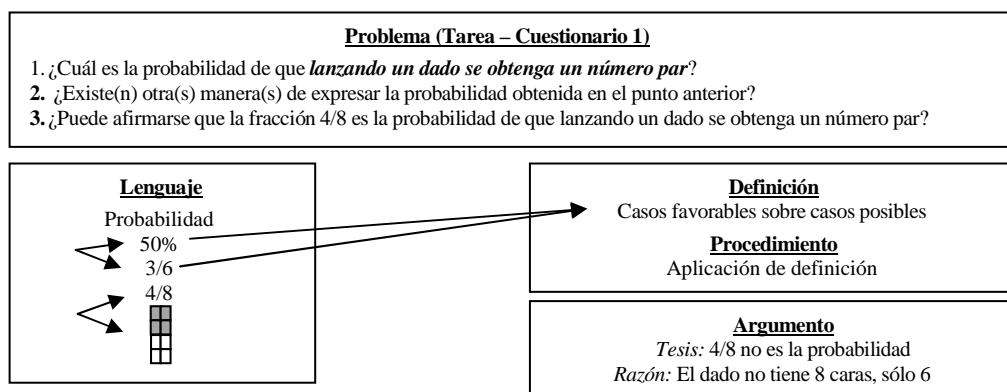 Problema (Tarea – Cuestionario 1)
1. ¿Cuál es la probabilidad de que lanzando un dado se obtenga un número par?
2. ¿Existe(n) otra(s) manera(s) de expresar la probabilidad obtenida en el punto anterior?
3. ¿Puede afirmarse que la fracción 4/8 es la probabilidad de que lanzando un dado se obtenga un número par?
Lenguaje
Probabilidad
50%
3/6
4/8
Definición
Casos favorables sobre casos posibles
Procedimiento
Aplicación de definición
Argumento
Tesis: 4/8 no es la probabilidad
Razón: El dado no tiene 8 caras, sólo 6